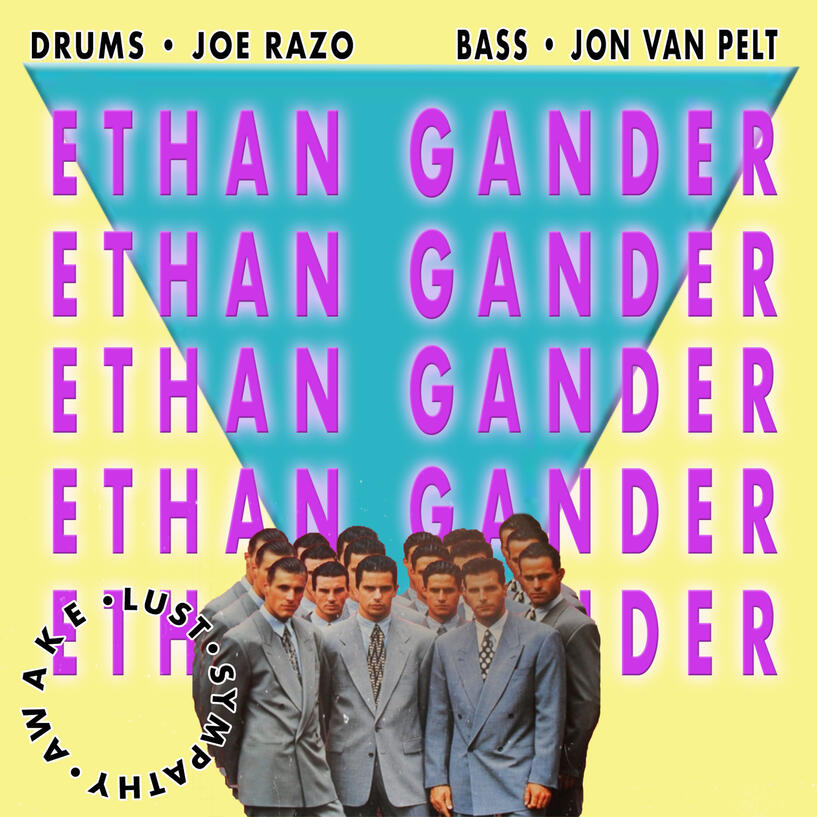 DRUMS • JOE RAZO
BASS • JON VAN PELT
ETHAN GANDER
ETHAN GANDER
ETHAN GANDER
ETHAN GANDER
ETH DER
AWAKE • LUST • SYMPATHY •